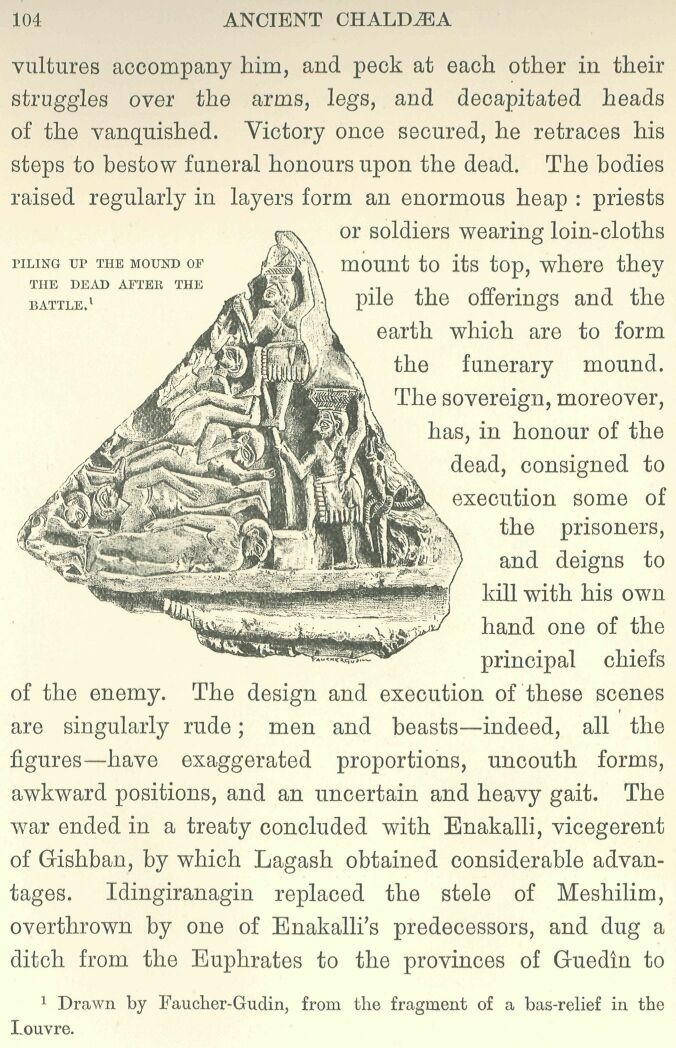 104 ANCIENT CHALDÆA
vultures accompany him, and peck at each other in their
struggles over the arms, legs, and decapitated heads
of the vanquished. Victory once secured, he retraces his
steps to bestow funeral honours upon the dead. The bodies
raised regularly in layers form an enormous heap : priests
or soldiers wearing loin-cloths
mount to its top, where they
pile the offerings and the
earth which are to form
the funerary mound.
The sovereign, moreover,
has, in honour of the
dead, consigned to
execution some of
the prisoners,
and deigns to
kill with his own
hand one of the
principal chiefs
PILING UP THE MOUND OF
THE DEAD AFTER THE
BATTLE.¹
FAUCHER-GUDIN
of the enemy. The design and execution of these scenes
are singularly rude ; men and beasts—indeed, all the
figures—have exaggerated proportions, uncouth forms,
awkward positions, and an uncertain and heavy gait. The
war ended in a treaty concluded with Enakalli, vicegerent
of Gishban, by which Lagash obtained considerable advan-
tages. Idingiranagin replaced the stele of Meshilim,
overthrown by one of Enakalli's predecessors, and dug a
ditch from the Euphrates to the provinces of Guedîn to
¹ Drawn by Faucher-Gudin, from the fragment of a bas-relief in the
Louvre.